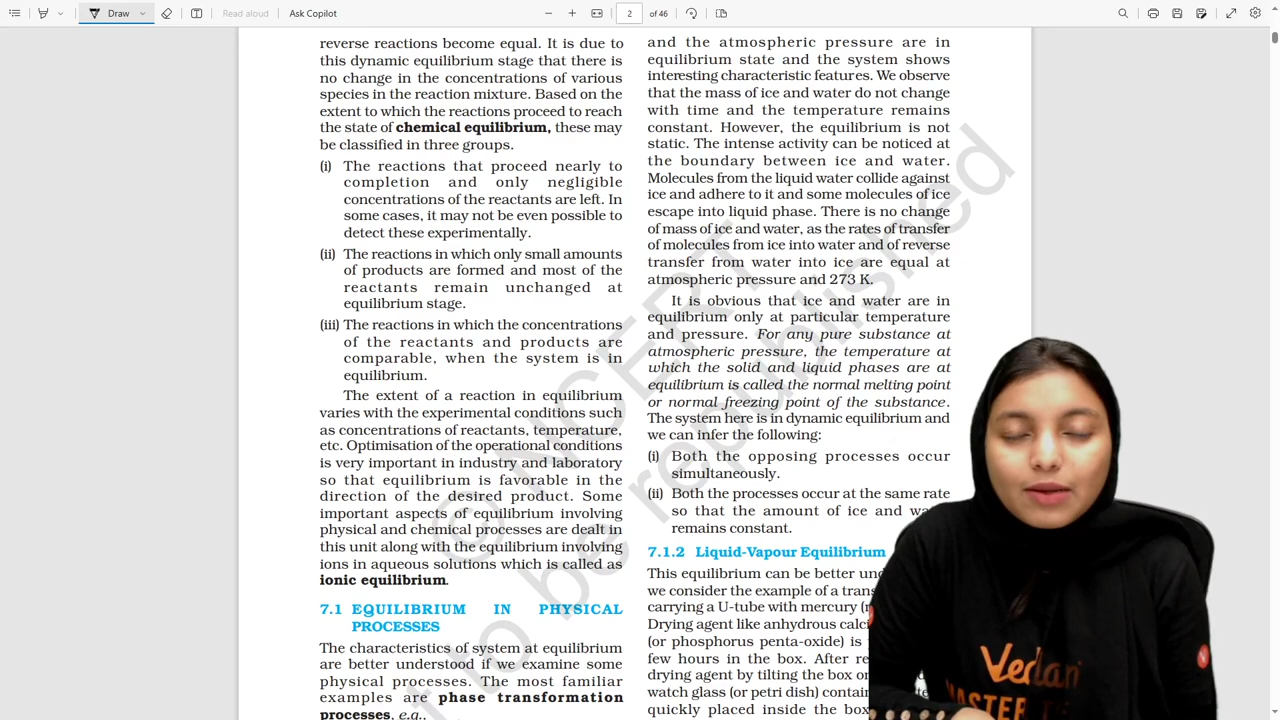 Draw
Read aloud
Ask Copilot
2
of 46
reverse reactions become equal. It is due to
this dynamic equilibrium stage that there is
no change in the concentrations of various
species in the reaction mixture. Based on the
extent to which the reactions proceed to reach
the state of chemical equilibrium, these may
be classified in three groups.
(i) The reactions that proceed nearly to
completion and only negligible
concentrations of the reactants are left. In
some cases, it may not be even possible to
detect these experimentally.
(ii) The reactions in which only small amounts
of products are formed and most of the
reactants remain unchanged at
equilibrium stage.
(iii) The reactions in which the concentrations
of the reactants and products are
comparable, when the system is in
equilibrium.
The extent of a reaction in equilibrium
varies with the experimental conditions such
as concentrations of reactants, temperature,
etc. Optimisation of the operational conditions
is very important in industry and laboratory
so that equilibrium is favorable in the
direction of the desired product. Some
important aspects of equilibrium involving
physical and chemical processes are dealt in
this unit along with the equilibrium involving
ions in aqueous solutions which is called as
ionic equilibrium.
7.1 EQUILIBRIUM IN PHYSICAL
PROCESSES
The characteristics of system at equilibrium
are better understood if we examine some
physical processes. The most familiar
examples are phase transformation
processes, e.g.,
and the atmospheric pressure are in
equilibrium state and the system shows
interesting characteristic features. We observe
that the mass of ice and water do not change
with time and the temperature remains
constant. However, the equilibrium is not
static. The intense activity can be noticed at
the boundary between ice and water.
Molecules from the liquid water collide against
ice and adhere to it and some molecules of ice
escape into liquid phase. There is no change
of mass of ice and water, as the rates of transfer
of molecules from ice into water and of reverse
transfer from water into ice are equal at
atmospheric pressure and 273 K.
It is obvious that ice and water are in
equilibrium only at particular temperature
and pressure. For any pure substance at
atmospheric pressure, the temperature at
which the solid and liquid phases are at
equilibrium is called the normal melting point
or normal freezing point of the substance.
The system here is in dynamic equilibrium and
we can infer the following:
(i) Both the opposing processes occur
simultaneously.
(ii) Both the processes occur at the same rate
so that the amount of ice and
remains constant.
7.1.2 Liquid-Vapour Equilibrium
This equilibrium can be better
we consider the example of a
carrying a U-tube with mercury
Drying agent like anhydrous
(or phosphorus penta-oxide) is
few hours in the box. After
drying agent by tilting the box
watch glass (or petri dish)
quickly placed inside the box
© NCERT
to be republished
Vedantu
MASTER